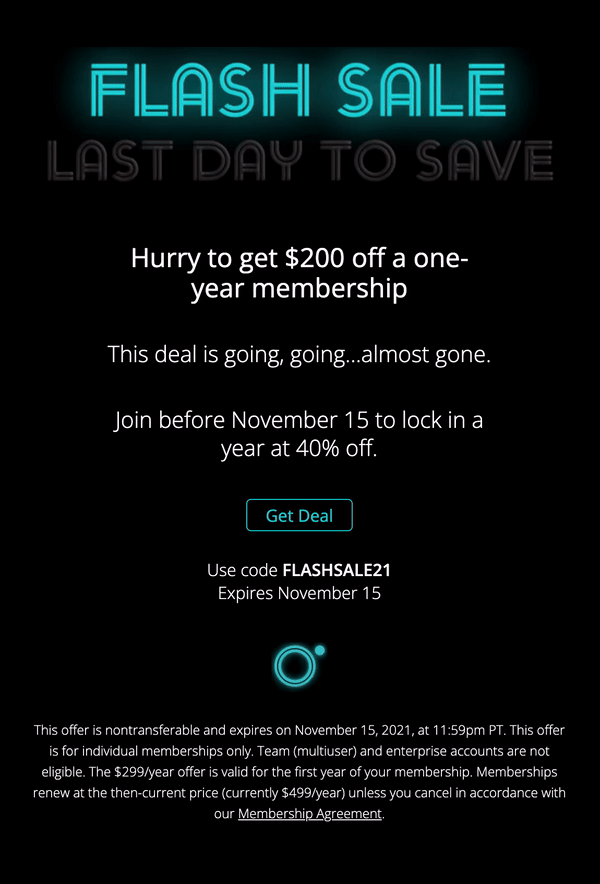 FLASH SALE
LAST DAY TO SAVE
Hurry to get $200 off a one-
year membership
This deal is going, going...almost gone.
Join before November 15 to lock in a
year at 40% off.
Get Deal
Use code FLASHSALE21
Expires November 15
This offer is nontransferable and expires on November 15, 2021, at 11:59pm PT. This offer
is for individual memberships only. Team (multiuser) and enterprise accounts are not
eligible. The $299/year offer is valid for the first year of your membership. Memberships
renew at the then-current price (currently $499/year) unless you cancel in accordance with
our Membership Agreement.